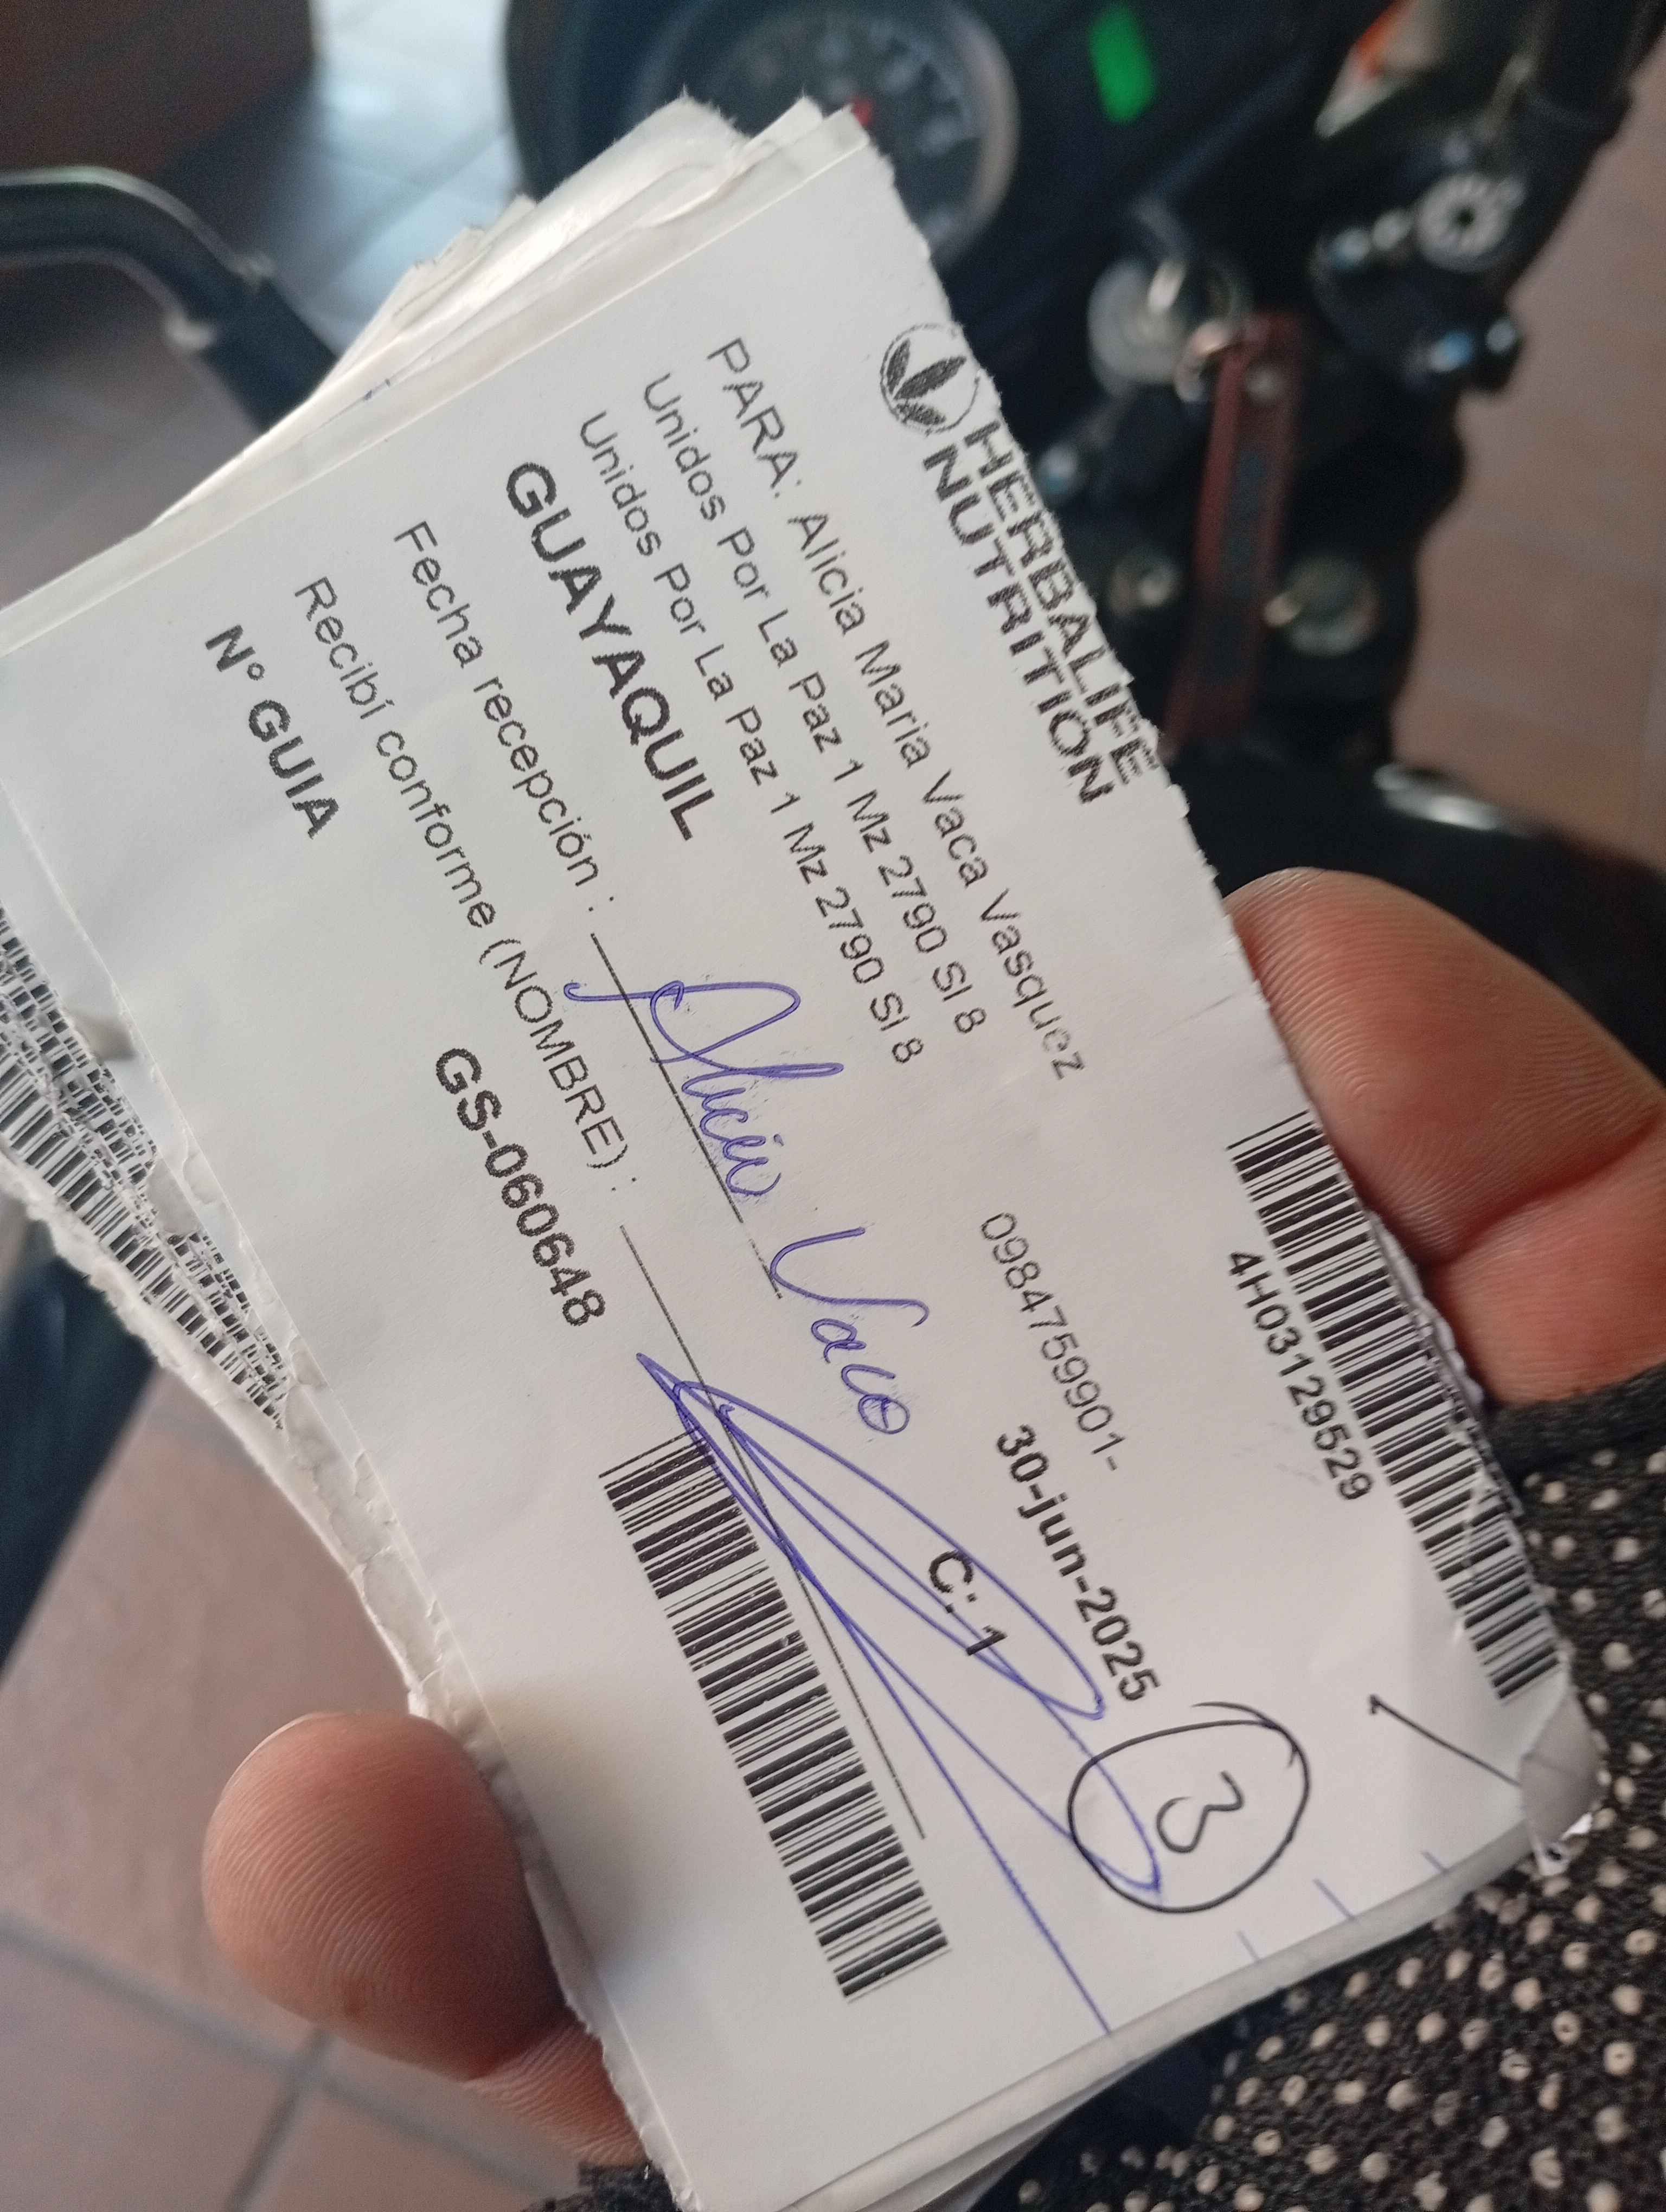 HERBALIFE
NUTRITION
4H03129529
1
PARA: Alicia Maria Vaca Vasquez
0984759901-
Unidos Por La Paz 1 Mz 2790 Sl 8
30-jun-2025
3
Unidos Por La Paz 1 Mz 2790 Sl 8
GUAYAQUIL
C: 1
Alicia Vaca
Fecha recepción :
Recibí conforme (NOMBRE) :
N° GUIA
GS-060648